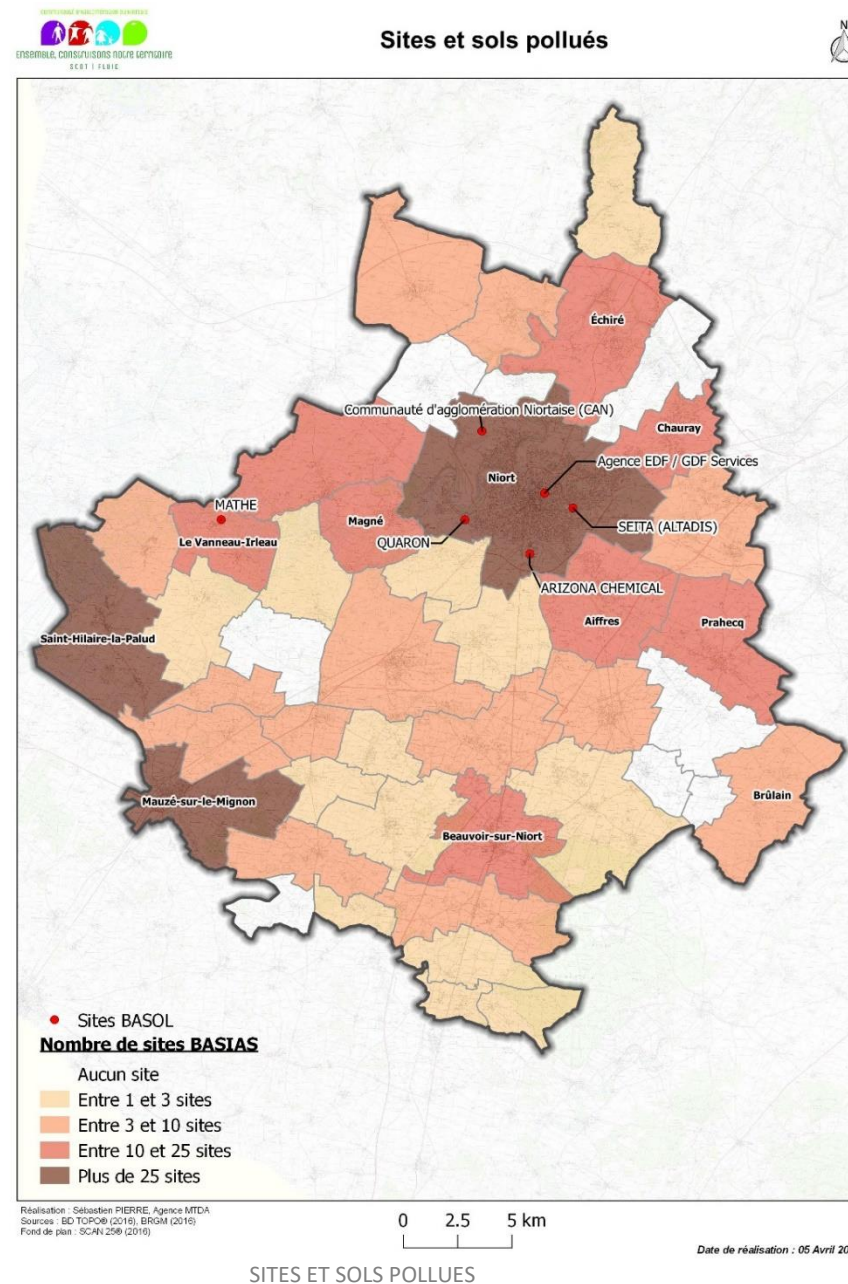 Ensemble, construisons notre territoire
SCOT | PLUIC
Sites et sols pollués
N
Échiré
Communauté d'agglomération Niortaise (CAN)
Chauray
Niort
Agence EDF / GDF Services
MATHE
Magné
SEITA (ALTADIS)
Le Vanneau-Irleau
QUARON
ARIZONA CHEMICAL
Aiffres
Prahecq
Saint-Hilaire-la-Palud
Mauzé-sur-le-Mignon
Brûlain
Beauvoir-sur-Niort
Sites BASOL
Nombre de sites BASIAS
Aucun site
Entre 1 et 3 sites
Entre 3 et 10 sites
Entre 10 et 25 sites
Plus de 25 sites
Réalisation : Sébastien PIERRE, Agence MTDA
Sources : BD TOPO® (2016), BRGM (2016)
Fond de plan : SCAN 25® (2016)
0 2.5 5 km
Date de réalisation : 05 Avril 20
SITES ET SOLS POLLUES